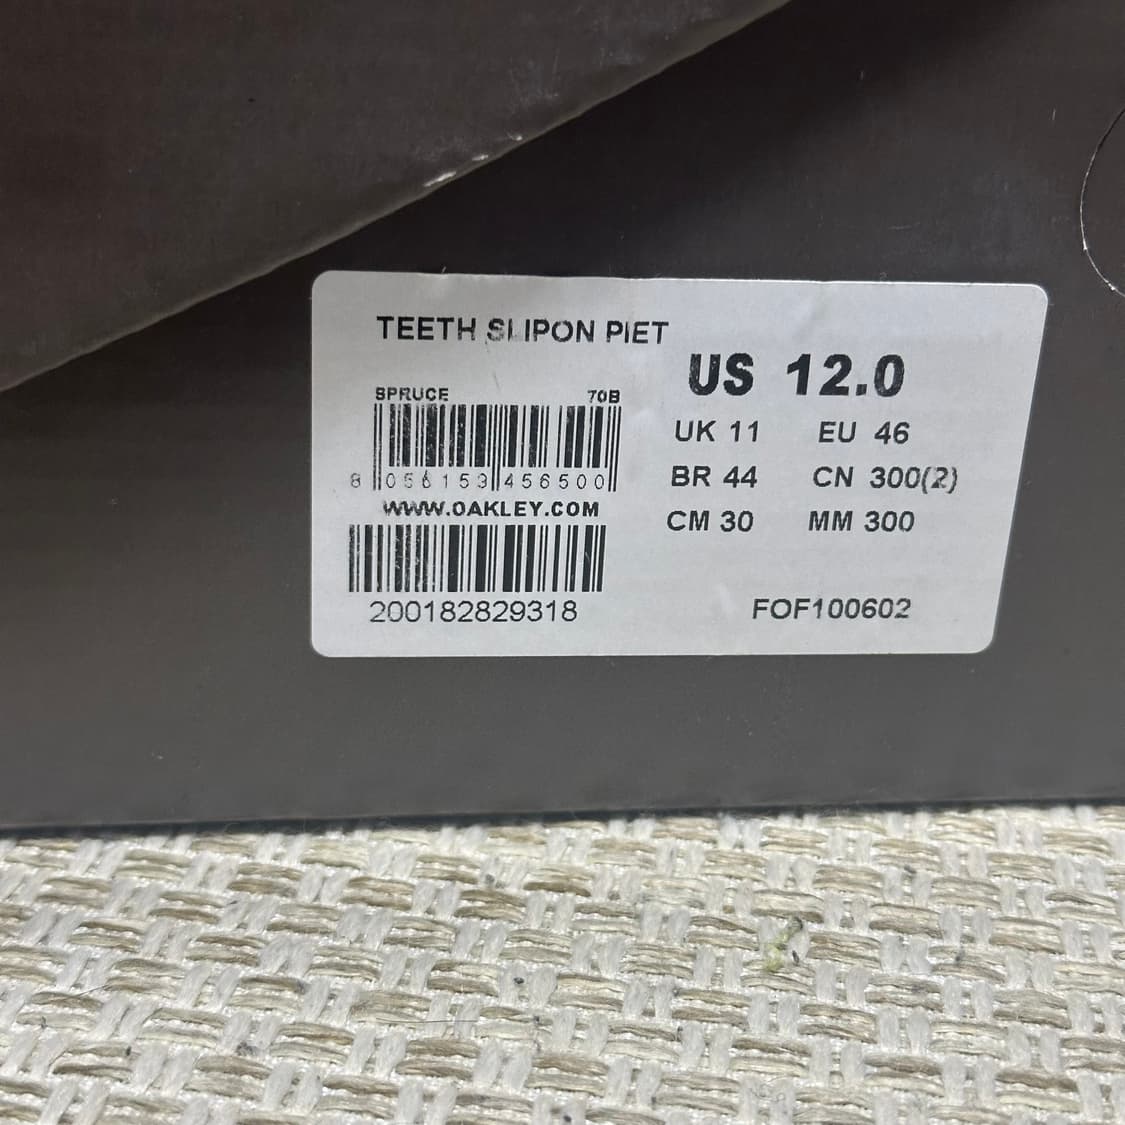 TEETH SLIPON PIET
US 12.0
SPRUCE 70B
UK 11 EU 46
8 056153 456500
BR 44 CN 300(2)
WWW.OAKLEY.COM
CM 30 MM 300
200182829318
FOF100602